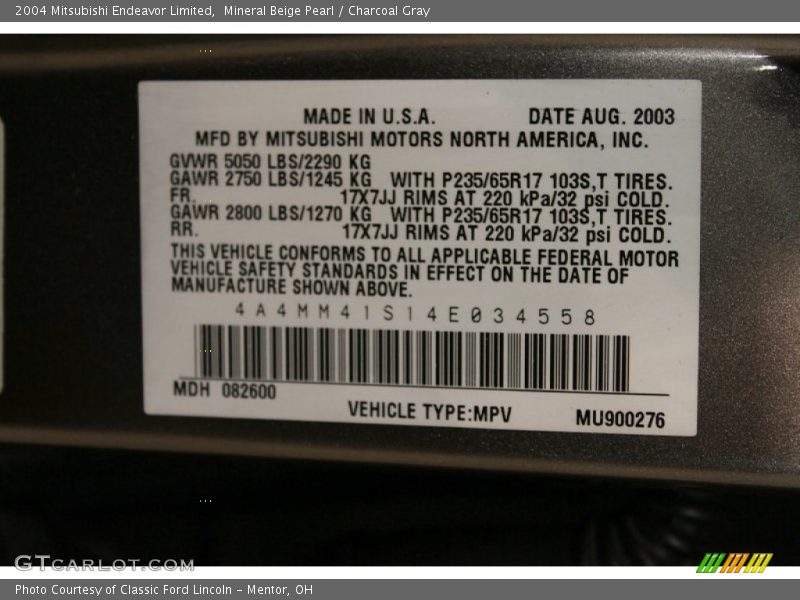 2004 Mitsubishi Endeavor Limited,  Mineral Beige Pearl / Charcoal Gray
MADE IN U.S.A. DATE AUG. 2003
MFD BY MITSUBISHI MOTORS NORTH AMERICA, INC.
GVWR 5050 LBS/2290 KG
GAWR 2750 LBS/1245 KG WITH P235/65R17 103S,T TIRES.
FR. 17X7JJ RIMS AT 220 kPa/32 psi COLD.
GAWR 2800 LBS/1270 KG WITH P235/65R17 103S,T TIRES.
RR. 17X7JJ RIMS AT 220 kPa/32 psi COLD.
THIS VEHICLE CONFORMS TO ALL APPLICABLE FEDERAL MOTOR
VEHICLE SAFETY STANDARDS IN EFFECT ON THE DATE OF
MANUFACTURE SHOWN ABOVE.
4A4MM41S14E034558
MDH 082600
VEHICLE TYPE:MPV MU900276
GTCARLOT.COM
Photo Courtesy of Classic Ford Lincoln - Mentor, OH